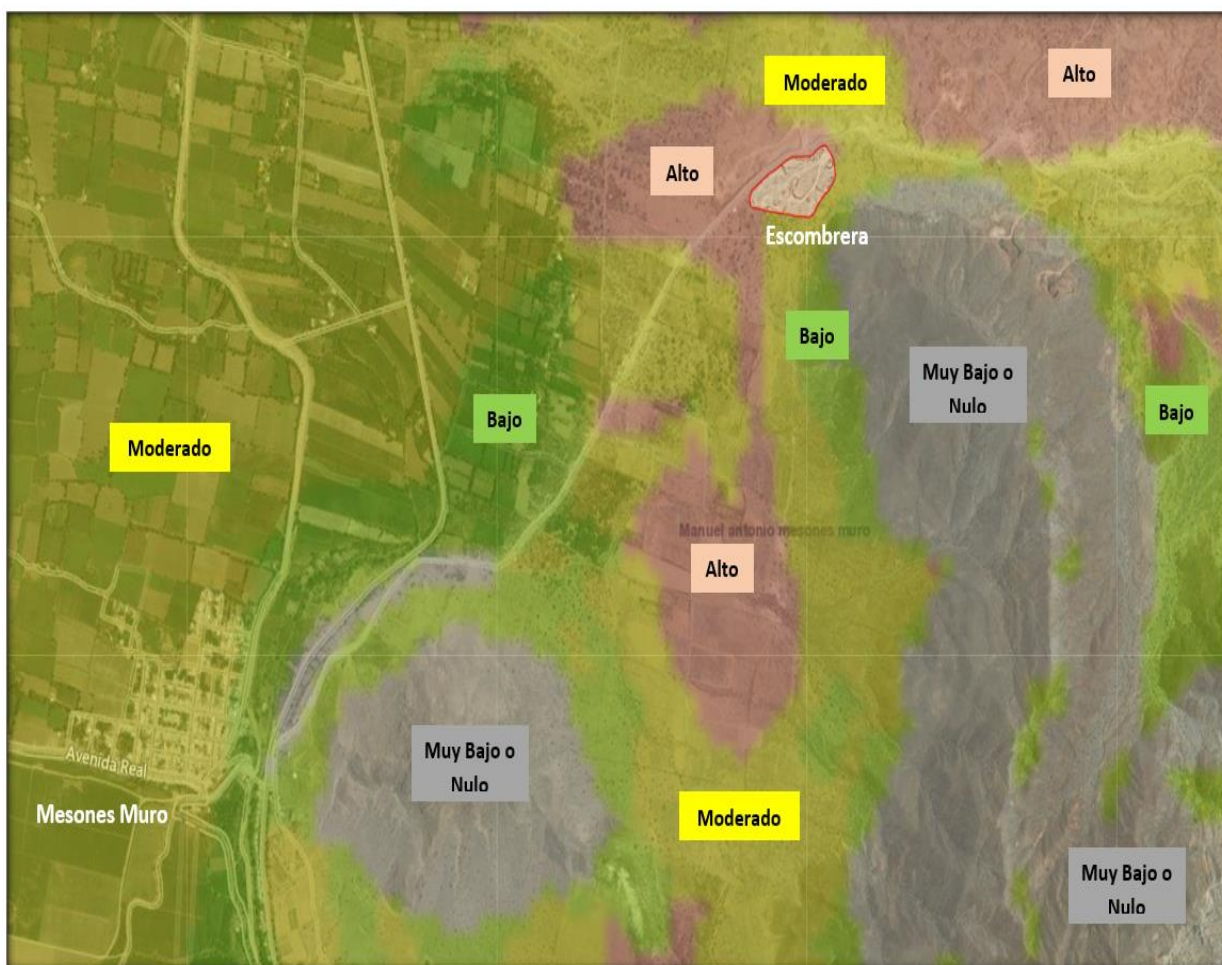 Moderado
Alto
Alto
Escombrera
Bajo
Muy Bajo o
Nulo
Bajo
Bajo
Moderado
Manuel antonio mesones muro
Alto
Avenida Real
Muy Bajo o
Nulo
Mesones Muro
Moderado
Muy Bajo o
Nulo